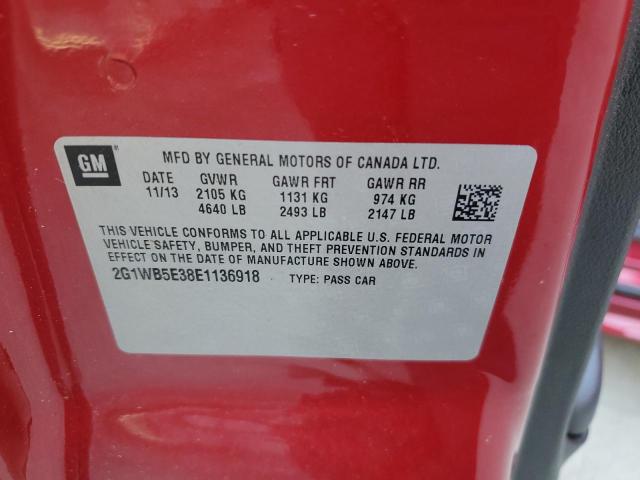 GM ®
MFD BY GENERAL MOTORS OF CANADA LTD.
DATE GVWR GAWR FRT GAWR RR
11/13 2105 KG 1131 KG 974 KG
4640 LB 2493 LB 2147 LB
THIS VEHICLE CONFORMS TO ALL APPLICABLE U.S. FEDERAL MOTOR
VEHICLE SAFETY, BUMPER, AND THEFT PREVENTION STANDARDS IN
EFFECT ON THE DATE OF MANUFACTURE SHOWN ABOVE.
2G1WB5E38E1136918 TYPE: PASS CAR